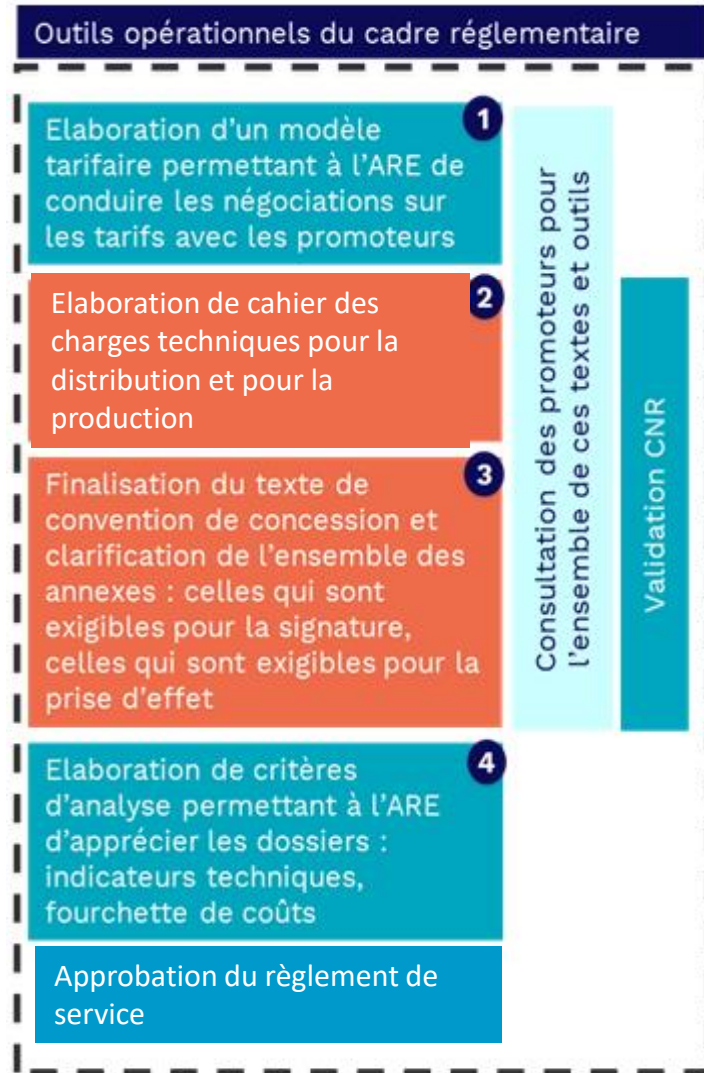 Outils opérationnels du cadre réglementaire
1
Elaboration d'un modèle
tarifaire permettant à l'ARE de
conduire les négociations sur
les tarifs avec les promoteurs
2
Elaboration de cahier des
charges techniques pour la
distribution et pour la
production
3
Finalisation du texte de
convention de concession et
clarification de l'ensemble des
annexes : celles qui sont
exigibles pour la signature,
celles qui sont exigibles pour la
prise d'effet
4
Elaboration de critères
d'analyse permettant à l'ARE
d'apprécier les dossiers :
indicateurs techniques,
fourchette de coûts
Approbation du règlement de
service
Consultation des promoteurs pour
l'ensemble de ces textes et outils
Validation CNR